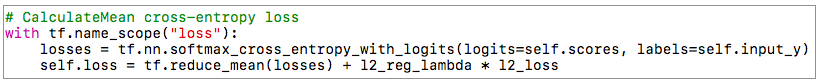 # CalculateMean cross-entropy loss
with tf.name_scope("loss"):
    losses = tf.nn.softmax_cross_entropy_with_logits(logits=self.scores, labels=self.input_y)
    self.loss = tf.reduce_mean(losses) + l2_reg_lambda * l2_loss